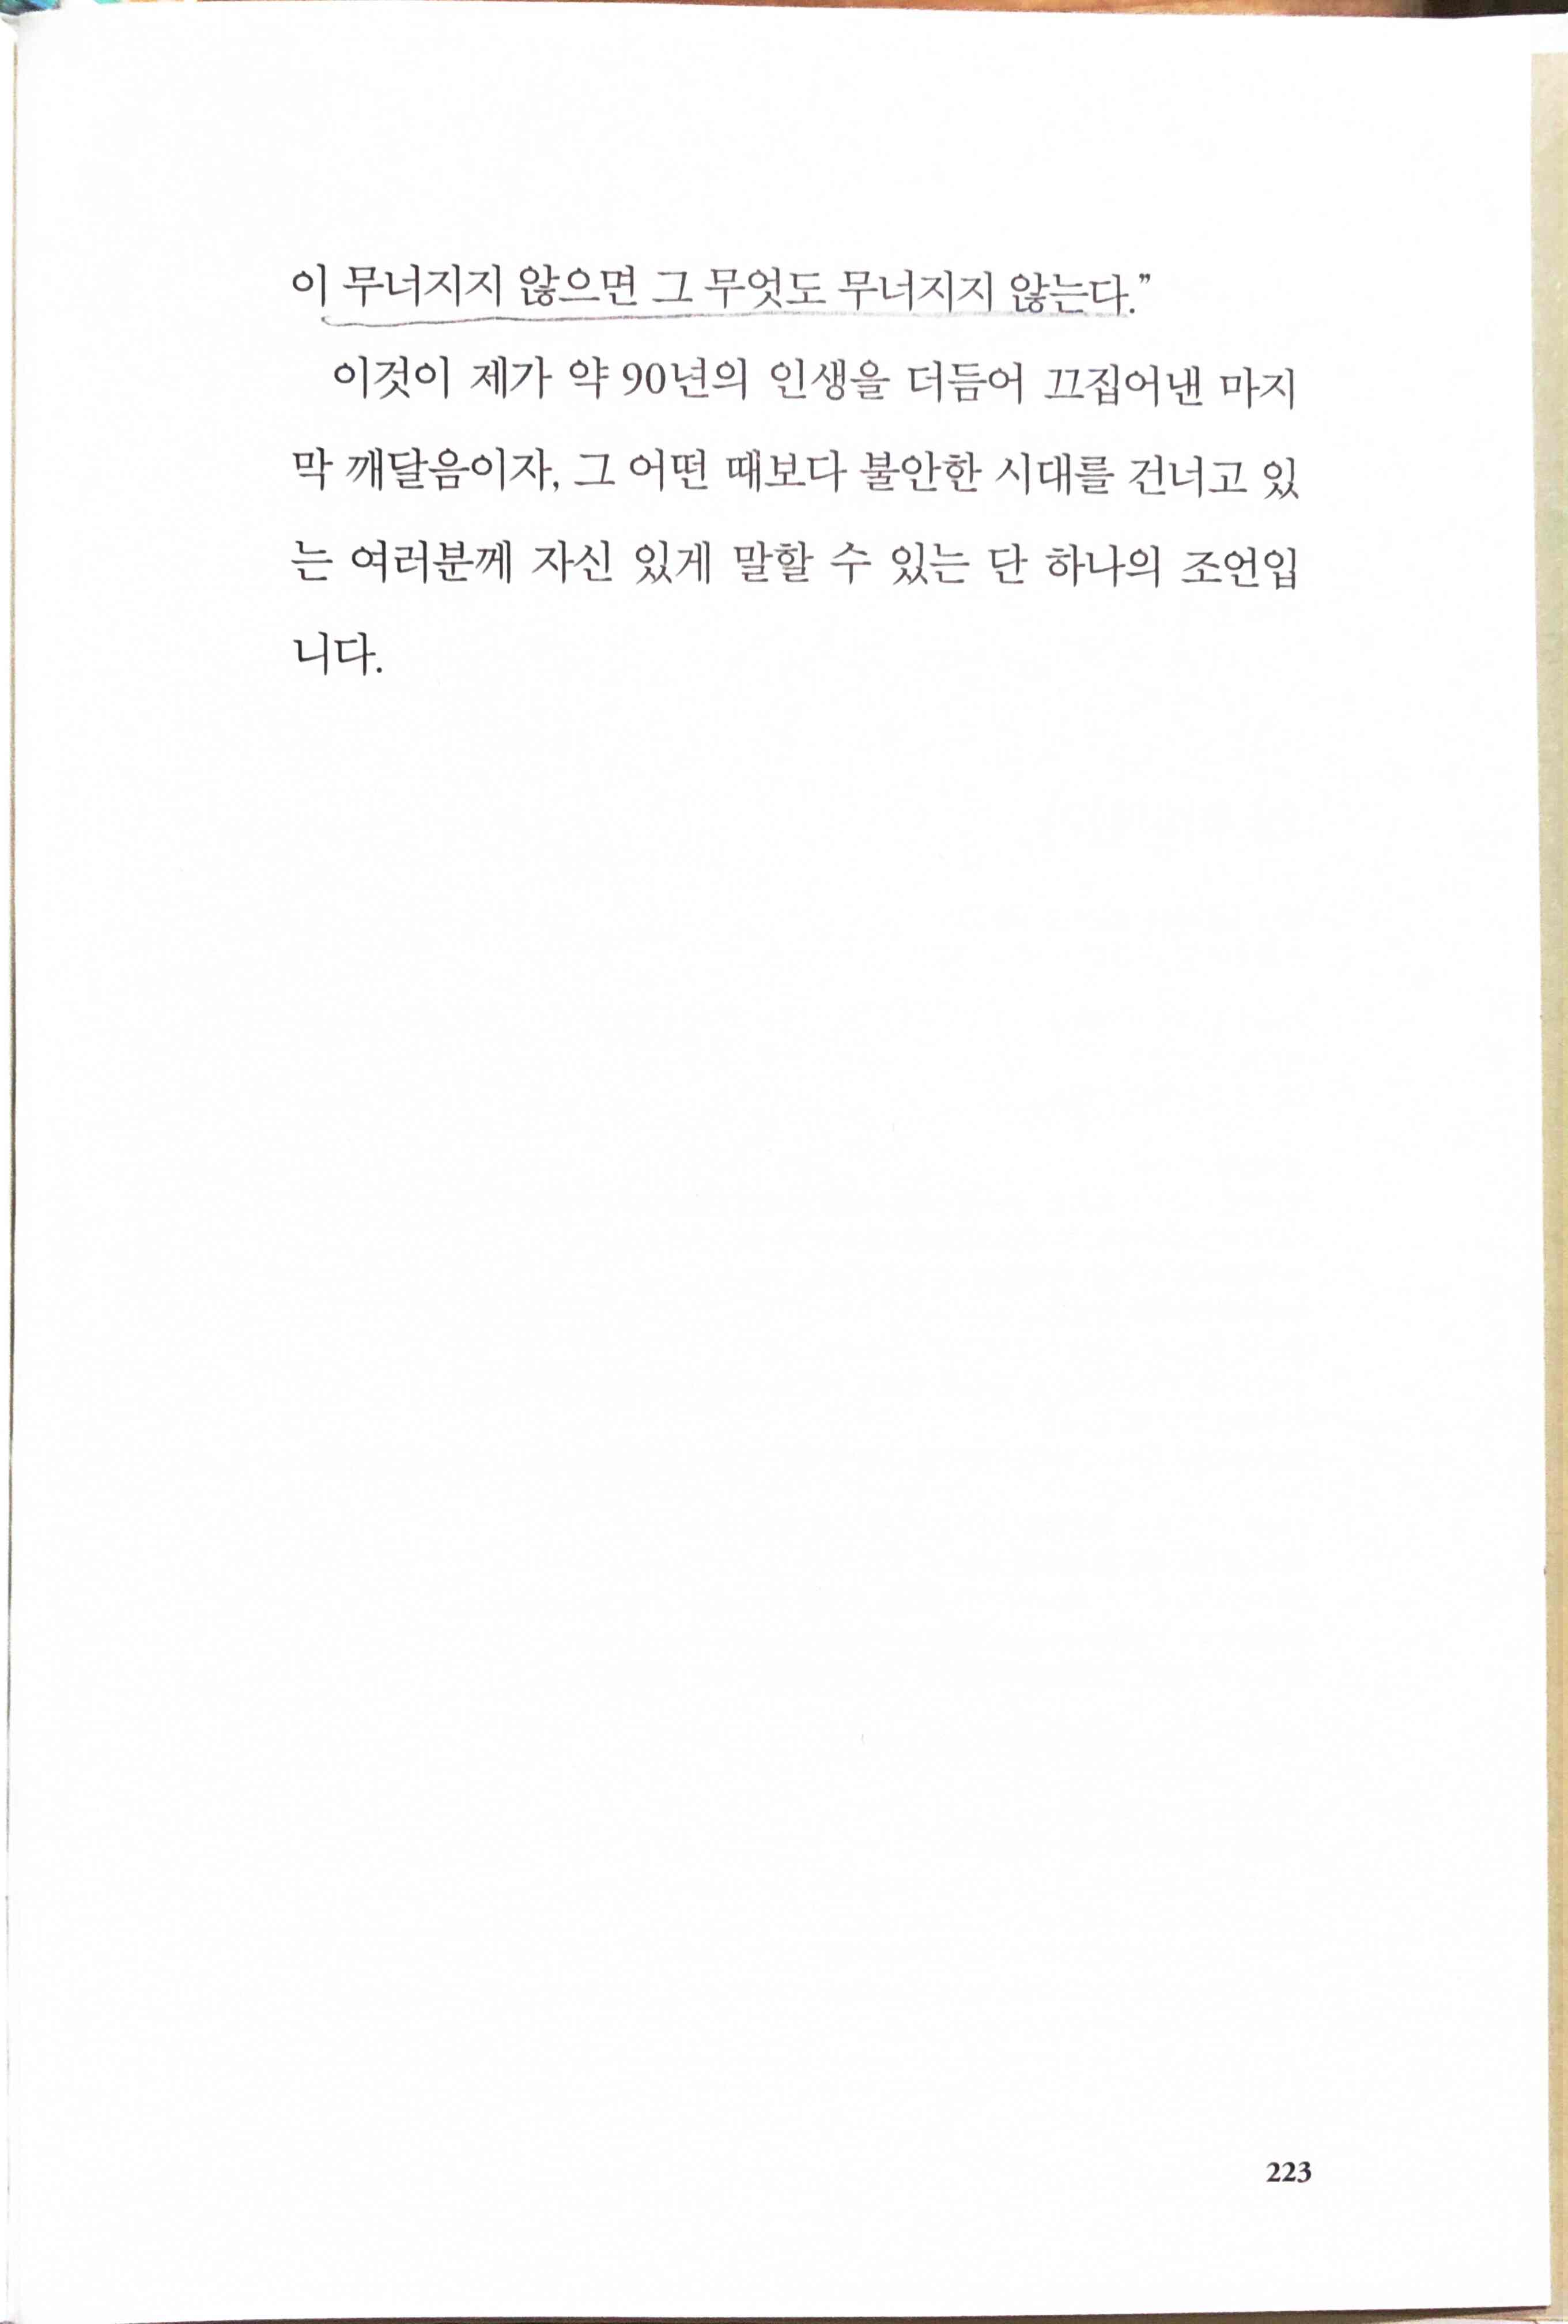 이 무너지지 않으면 그 무엇도 무너지지 않는다.”
이것이 제가 약 90년의 인생을 더듬어 끄집어낸 마지
막 깨달음이자, 그 어떤 때보다 불안한 시대를 건너고 있
는 여러분께 자신 있게 말할 수 있는 단 하나의 조언입
니다.
223